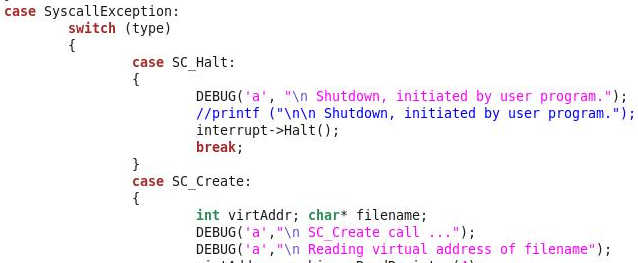 case SyscallException:
switch (type)
{
case SC_Halt:
{
DEBUG('a', "\n Shutdown, initiated by user program.");
//printf ("\n\n Shutdown, initiated by user program.");
interrupt->Halt();
break;
}
case SC_Create:
{
int virtAddr; char* filename;
DEBUG('a',"\n SC_Create call ...");
DEBUG('a',"\n Reading virtual address of filename");